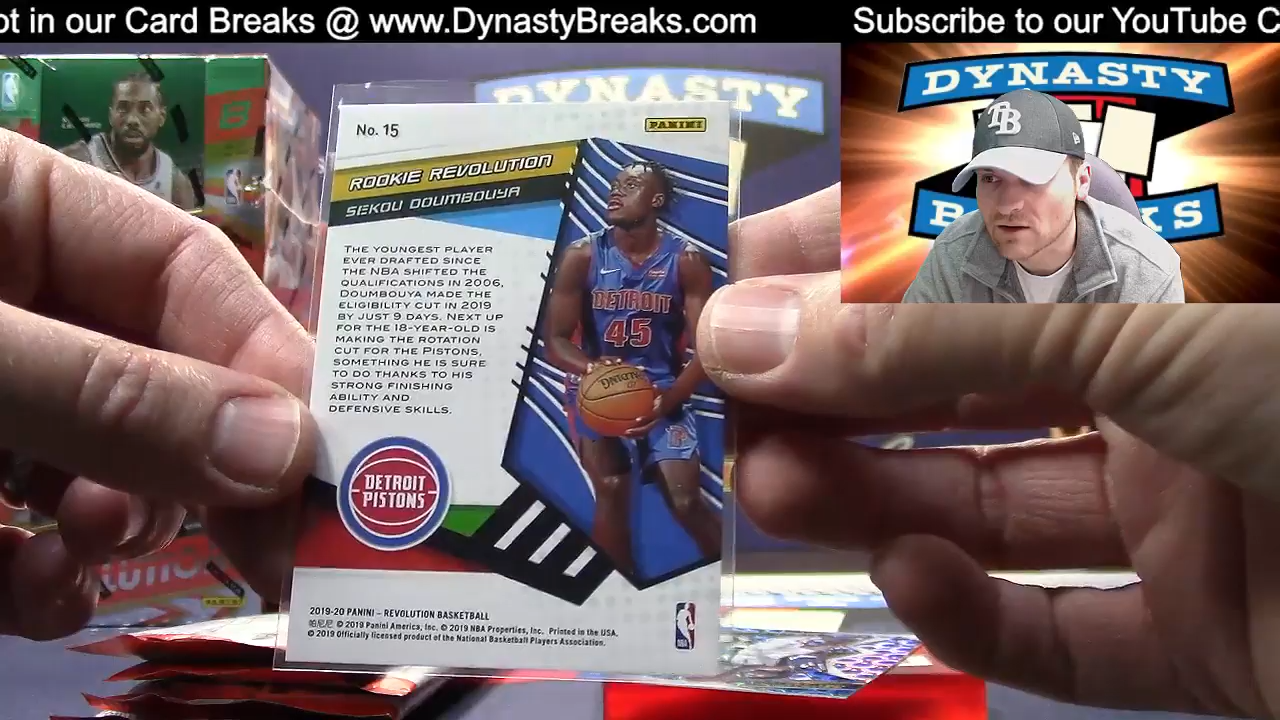 ot in our Card Breaks @ www.DynastyBreaks.com
Subscribe to our YouTube C
DYNASTY
B KS
TB
DYNASTY
No. 15
PANINI
ROOKIE REVOLUTION
SEKOU DOUMBOUYA
THE YOUNGEST PLAYER
EVER DRAFTED SINCE
THE NBA SHIFTED THE
QUALIFICATIONS IN 2006,
DOUMBOUYA MADE THE
ELIGIBILITY CUT IN 2019
BY JUST 9 DAYS. NEXT UP
FOR THE 18-YEAR-OLD IS
MAKING THE ROTATION
CUT FOR THE PISTONS,
SOMETHING HE IS SURE
TO DO THANKS TO HIS
STRONG FINISHING
ABILITY AND
DEFENSIVE SKILLS.
DETROIT
45
SPALDING
DETROIT
PISTONS
2019-20 PANINI – REVOLUTION BASKETBALL
© 2019 Panini America, Inc. © 2019 NBA Properties, Inc. Printed in the USA.
© 2019 Officially licensed product of the National Basketball Players Association.
NBA